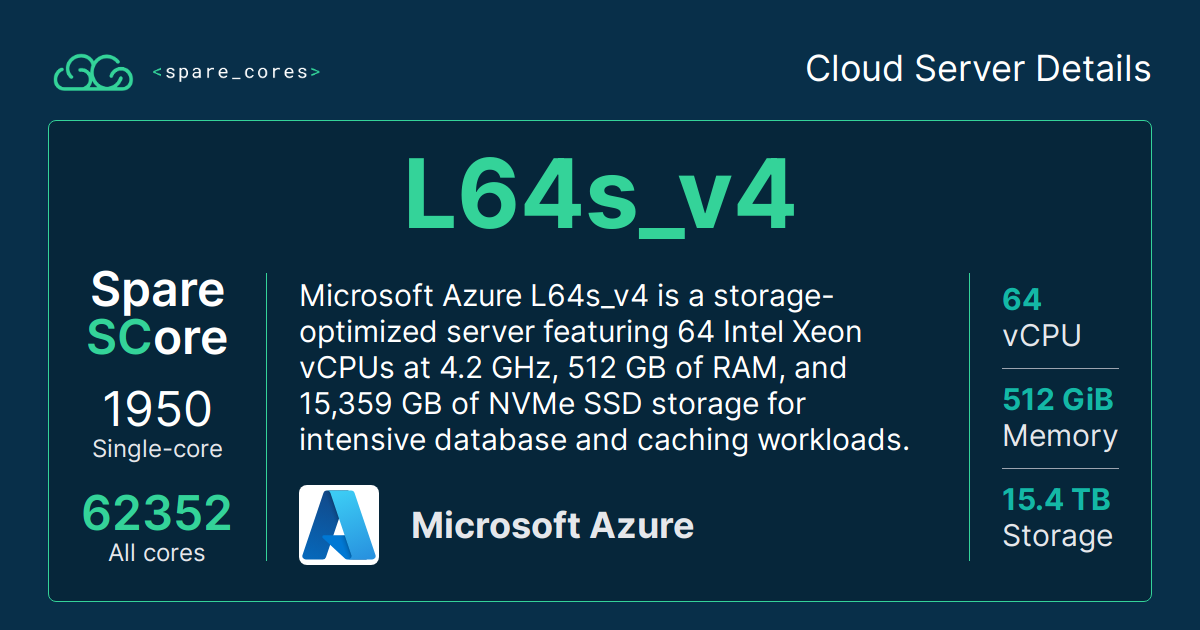 <spare_cores>
Cloud Server Details
L64s_v4
Spare
SCore
1950
Single-core
62352
All cores
Microsoft Azure L64s_v4 is a storage-
optimized server featuring 64 Intel Xeon
vCPUs at 4.2 GHz, 512 GB of RAM, and
15,359 GB of NVMe SSD storage for
intensive database and caching workloads.
Microsoft Azure
64
vCPU
512 GiB
Memory
15.4 TB
Storage